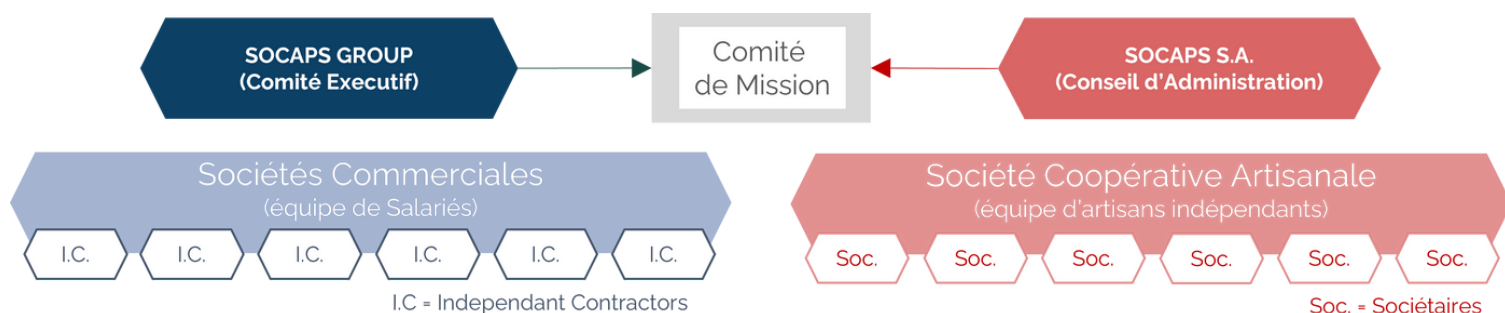 SOCAPS GROUP
(Comité Executif)
Comité
de Mission
SOCAPS S.A.
(Conseil d'Administration)
Sociétés Commerciales
(équipe de Salariés)
I.C. I.C. I.C. I.C. I.C. I.C.
I.C = Independant Contractors
Société Coopérative Artisanale
(équipe d'artisans indépendants)
Soc. Soc. Soc. Soc. Soc. Soc.
Soc. = Sociétaires